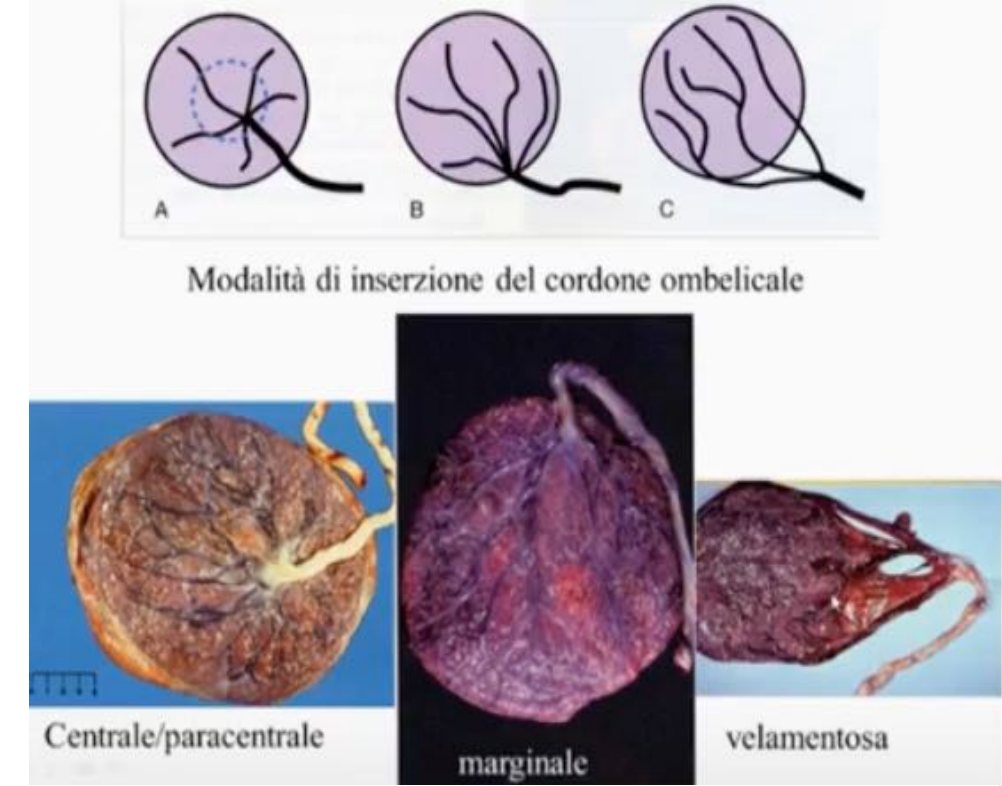 A
B
C
Modalità di inserzione del cordone ombelicale
Centrale/paracentrale
marginale
velamentosa